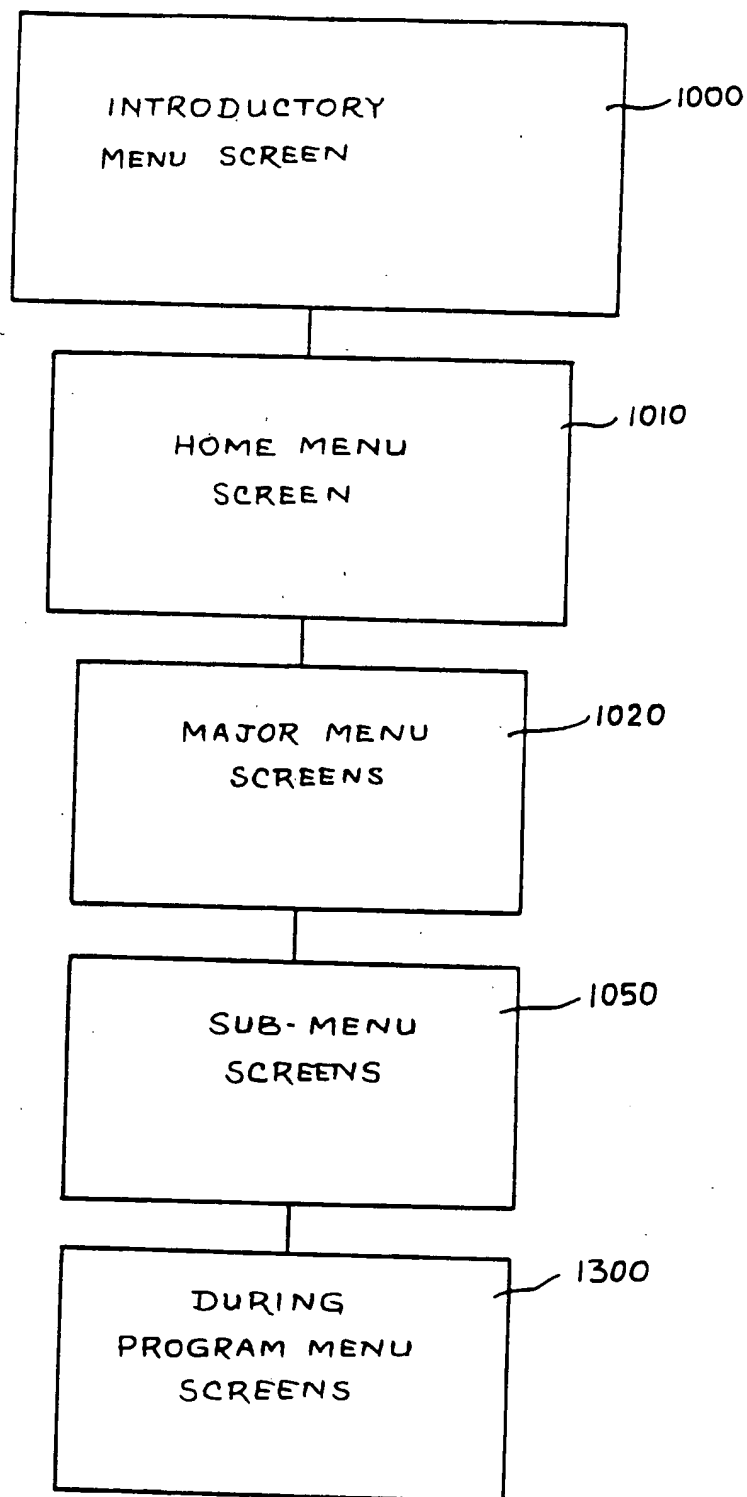 INTRODUCTORY
MENU SCREEN
1000
HOME MENU
SCREEN
1010
MAJOR MENU
SCREENS
1020
SUB-MENU
SCREENS
1050
DURING
PROGRAM MENU
SCREENS
1300